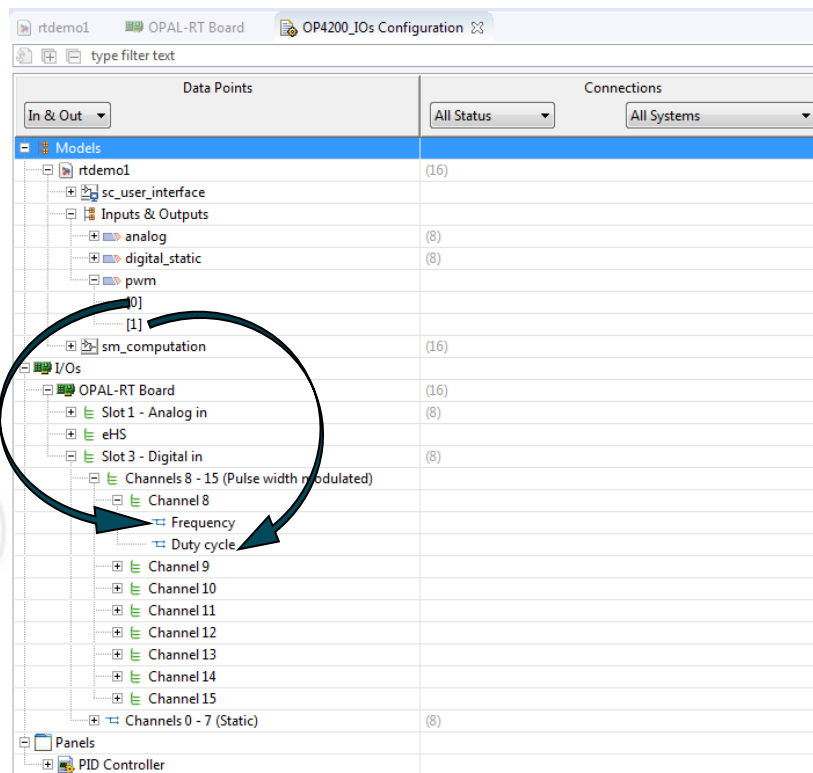 rtdemo1 OPAL-RT Board OP4200_IOs Configuration
type filter text
Data Points Connections
In & Out All Status All Systems
Models
rtdemo1 (16)
sc_user_interface
Inputs & Outputs
analog (8)
digital_static (8)
pwm
[0]
[1]
sm_computation (16)
I/Os
OPAL-RT Board (16)
Slot 1 - Analog in (8)
eHS
Slot 3 - Digital in (8)
Channels 8 - 15 (Pulse width modulated)
Channel 8
Frequency
Duty cycle
Channel 9
Channel 10
Channel 11
Channel 12
Channel 13
Channel 14
Channel 15
Channels 0 - 7 (Static) (8)
Panels
PID Controller